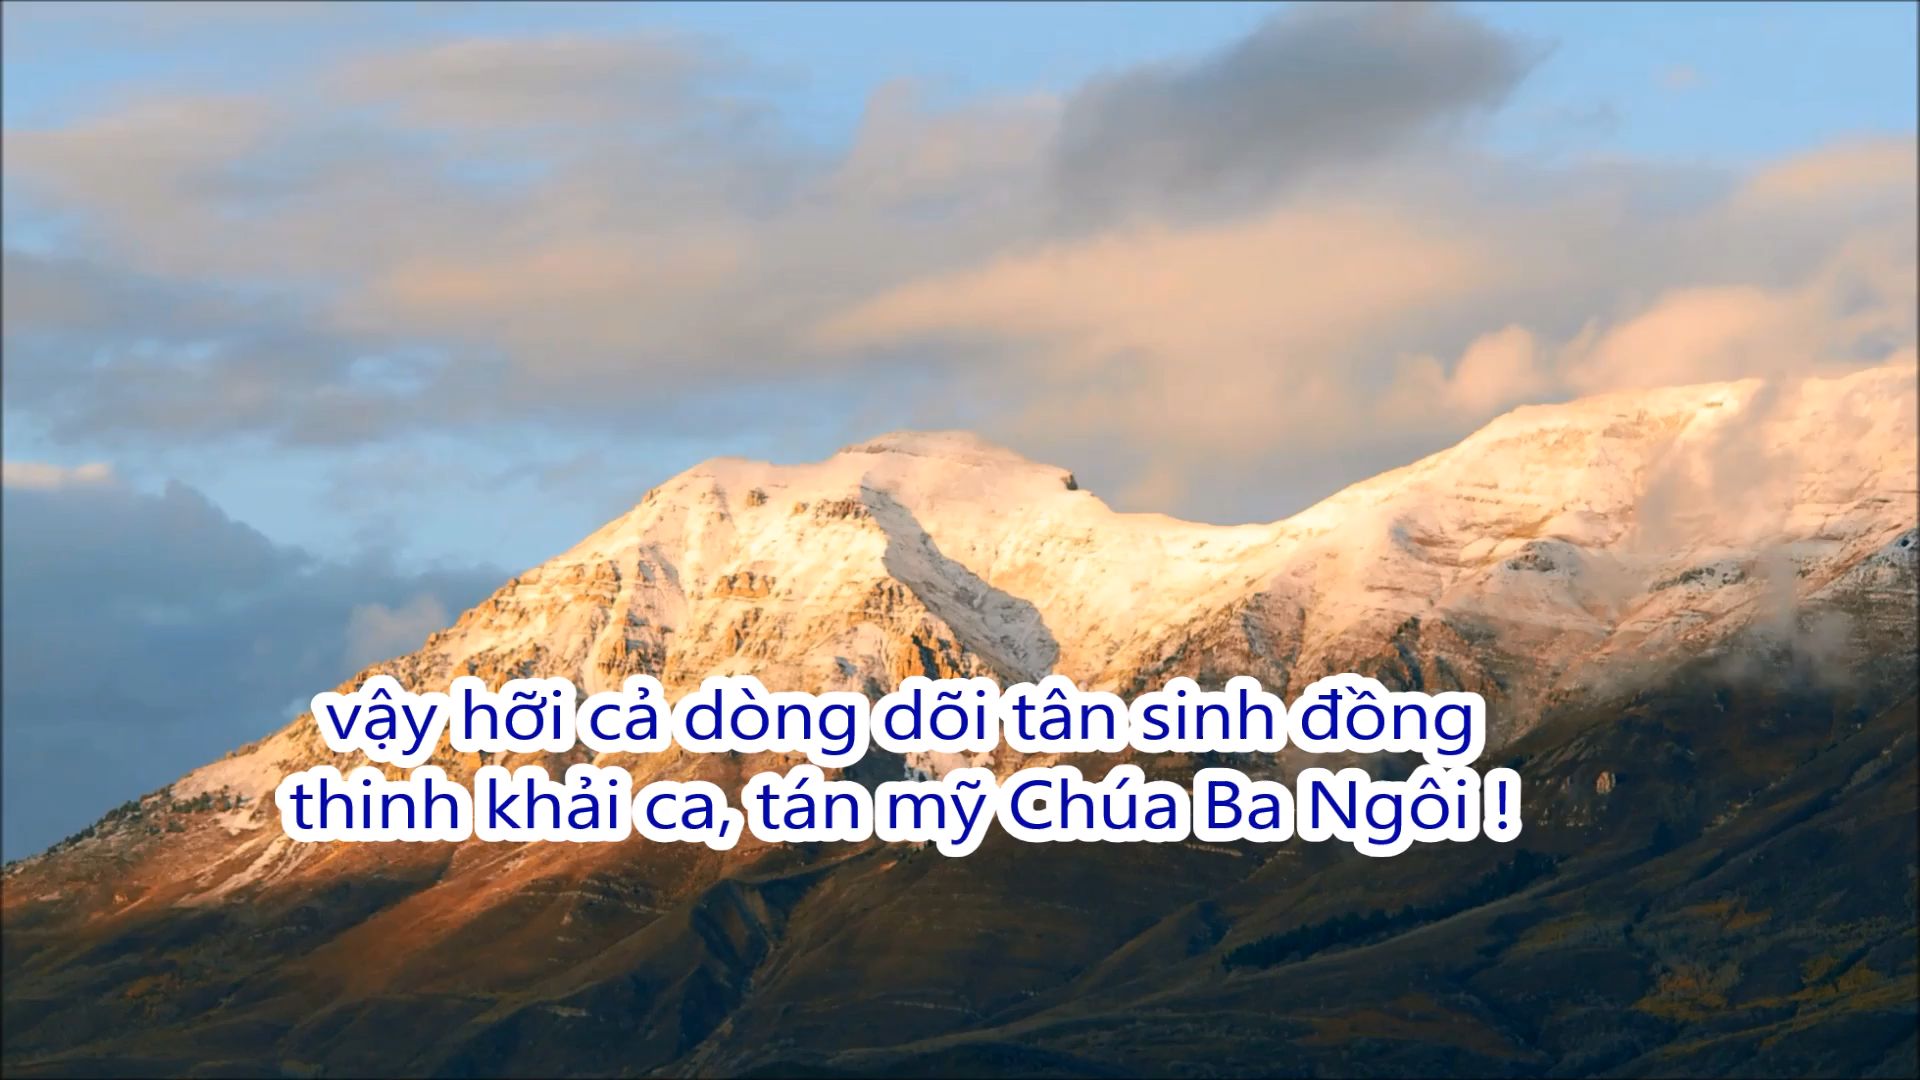 vậy hỡi cả dòng dõi tân sinh đồng
thinh khải ca, tán mỹ Chúa Ba Ngôi !